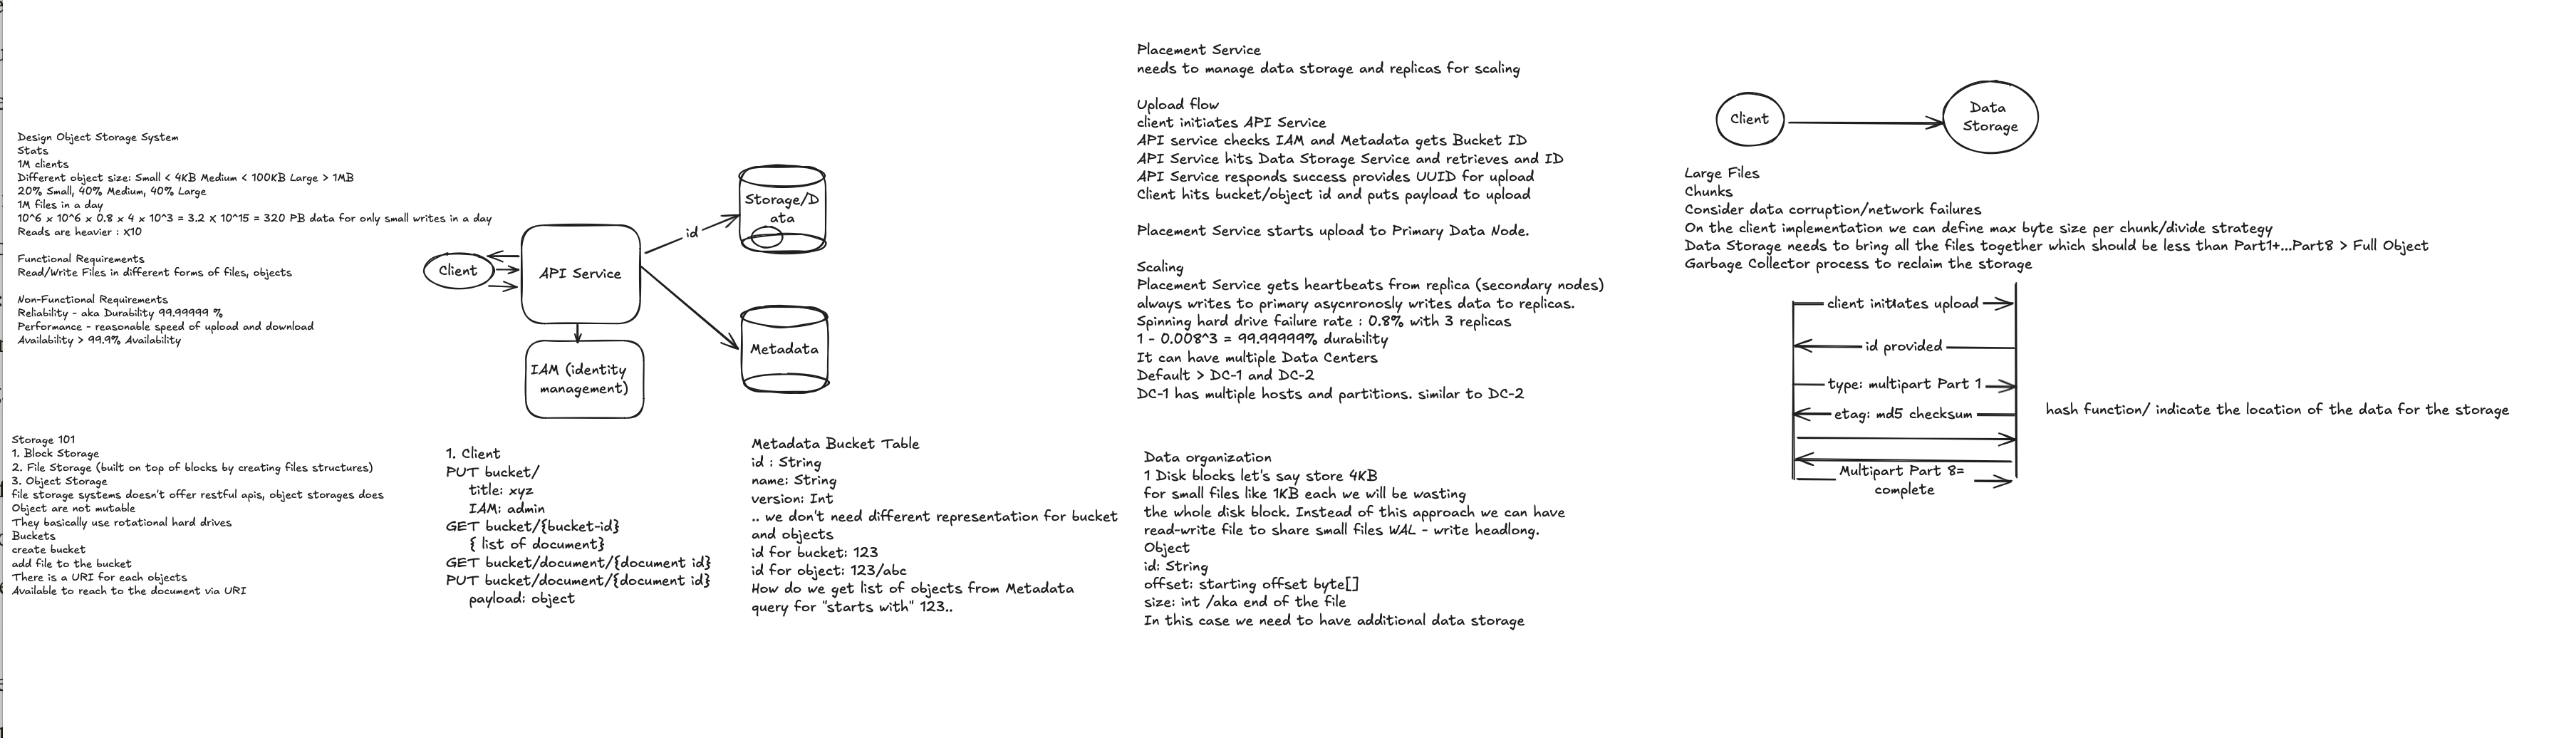 Design Object Storage System
Stats
1M clients
Different object size: Small < 4KB Medium < 100KB Large > 1MB
20% Small, 40% Medium, 40% Large
1M files in a day
10^6 x 10^6 x 0.8 x 4 x 10^3 = 3.2 X 10^15 = 320 PB data for only small writes in a day
Reads are heavier : X10
Functional Requirements
Read/Write Files in different forms of files, objects
Non-Functional Requirements
Reliability - aka Durability 99.99999 %
Performance - reasonable speed of upload and download
Availability > 99.9% Availability
Storage 101
1. Block Storage
2. File Storage (built on top of blocks by creating files structures)
3. Object Storage
file storage systems doesn't offer restful apis, object storages does
Object are not mutable
They basically use rotational hard drives
Buckets
create bucket
add file to the bucket
There is a URI for each objects
Available to reach to the document via URI
Client
API Service
IAM (identity
management)
id
Storage/D
ata
Metadata
1. Client
PUT bucket/
title: xyz
IAM: admin
GET bucket/{bucket-id}
{ list of document}
GET bucket/document/{document id}
PUT bucket/document/{document id}
payload: object
Metadata Bucket Table
id : String
name: String
version: Int
.. we don't need different representation for bucket
and objects
id for bucket: 123
id for object: 123/abc
How do we get list of objects from Metadata
query for "starts with" 123..
Placement Service
needs to manage data storage and replicas for scaling
Upload flow
client initiates API Service
API service checks IAM and Metadata gets Bucket ID
API Service hits Data Storage Service and retrieves and ID
API Service responds success provides UUID for upload
Client hits bucket/object id and puts payload to upload
Placement Service starts upload to Primary Data Node.
Scaling
Placement Service gets heartbeats from replica (secondary nodes)
always writes to primary asycnronosly writes data to replicas.
Spinning hard drive failure rate : 0.8% with 3 replicas
1 - 0.008^3 = 99.99999% durability
It can have multiple Data Centers
Default > DC-1 and DC-2
DC-1 has multiple hosts and partitions. similar to DC-2
Data organization
1 Disk blocks let's say store 4KB
for small files like 1KB each we will be wasting
the whole disk block. Instead of this approach we can have
read-write file to share small files WAL - write headlong.
Object
id: String
offset: starting offset byte[]
size: int /aka end of the file
In this case we need to have additional data storage
Client
Data
Storage
Large Files
Chunks
Consider data corruption/network failures
On the client implementation we can define max byte size per chunk/divide strategy
Data Storage needs to bring all the files together which should be less than Part1+...Part8 > Full Object
Garbage Collector process to reclaim the storage
client initiates upload
id provided
type: multipart Part 1
etag: md5 checksum
hash function/ indicate the location of the data for the storage
Multipart Part 8=
complete